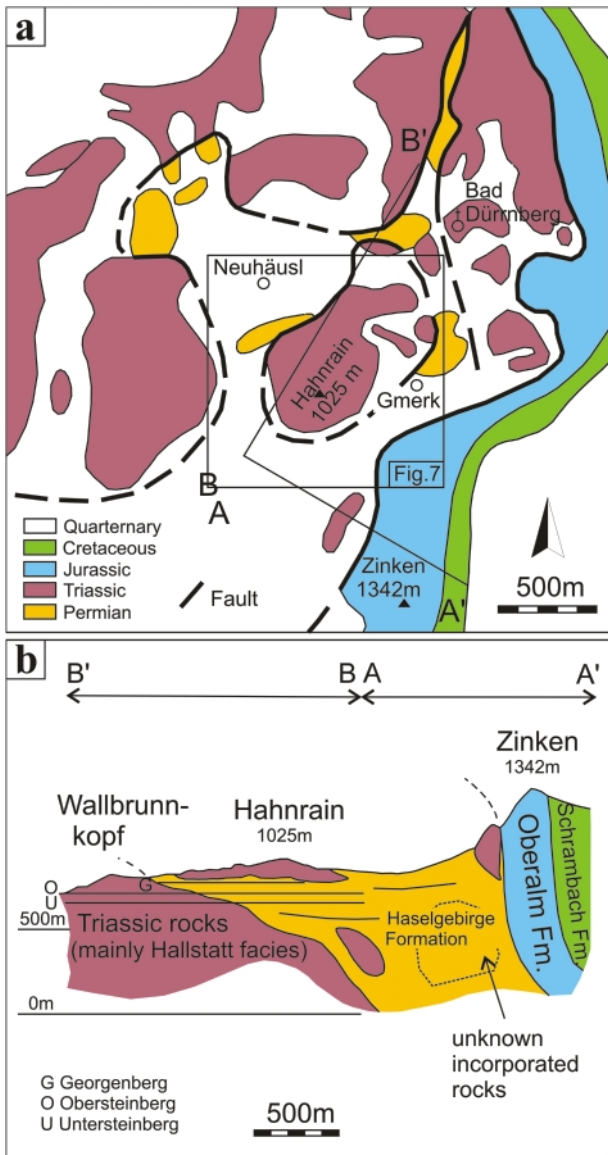 a
B'
Bad
Dürrnberg
Neuhäusl
Hahnrain
1025 m
Gmerk
B
A
Fig.7
Quarternary
Cretaceous
Jurassic
Triassic
Permian
Fault
Zinken
1342m
A'
500m
b
B'
B
A
A'
Zinken
1342m
Wallbrunn-
kopf
Hahnrain
1025m
G
O
U
500m
Triassic rocks
(mainly Hallstatt facies)
Haselgebirge
Formation
Oberalm Fm.
Schrambach Fm.
0m
unknown
incorporated
rocks
G Georgenberg
O Obersteinberg
U Untersteinberg
500m